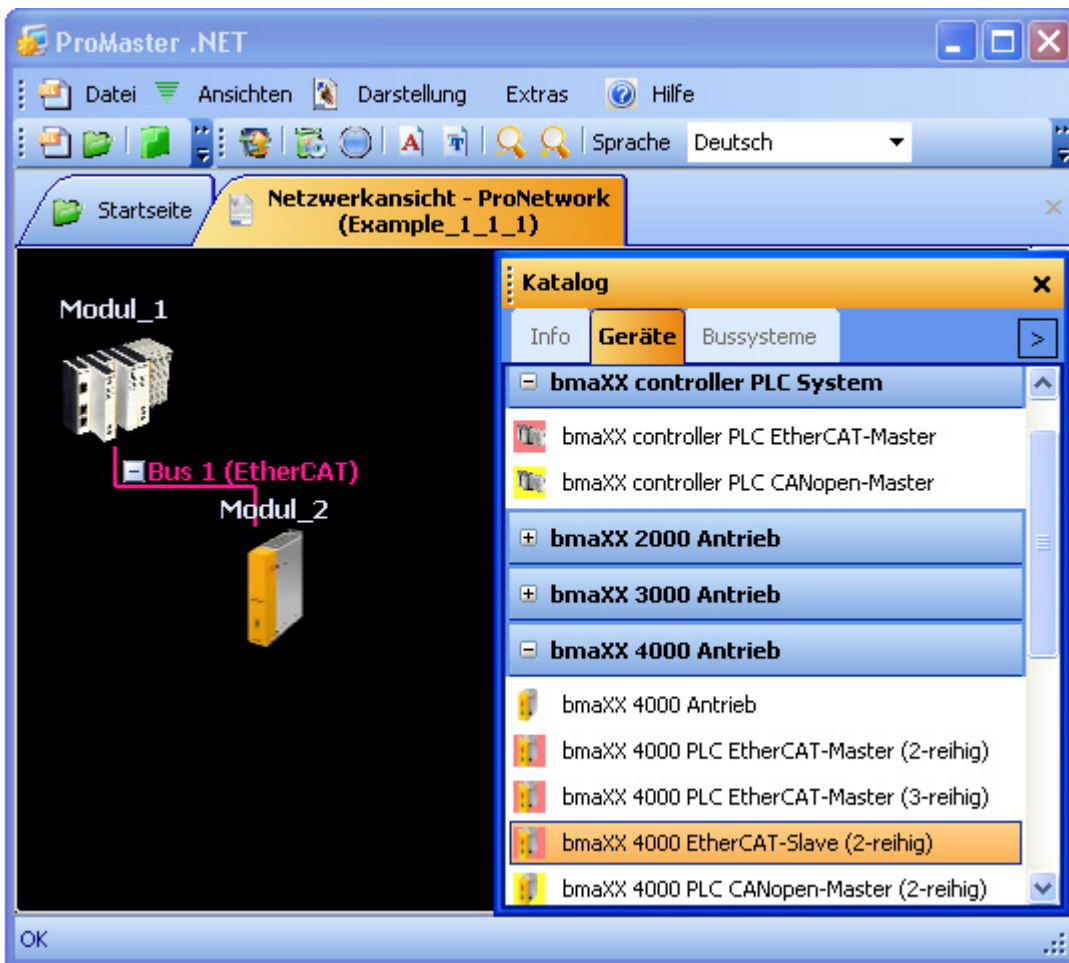 ProMaster .NET
Datei Ansichten Darstellung Extras Hilfe
Sprache Deutsch
Startseite
Netzwerkansicht - ProNetwork
(Example_1_1_1)
Modul_1
Bus 1 (EtherCAT)
Modul_2
Katalog
Info Geräte Bussysteme >
bmaXX controller PLC System
bmaXX controller PLC EtherCAT-Master
bmaXX controller PLC CANopen-Master
bmaXX 2000 Antrieb
bmaXX 3000 Antrieb
bmaXX 4000 Antrieb
bmaXX 4000 Antrieb
bmaXX 4000 PLC EtherCAT-Master (2-reihig)
bmaXX 4000 PLC EtherCAT-Master (3-reihig)
bmaXX 4000 EtherCAT-Slave (2-reihig)
bmaXX 4000 PLC CANopen-Master (2-reihig)
OK